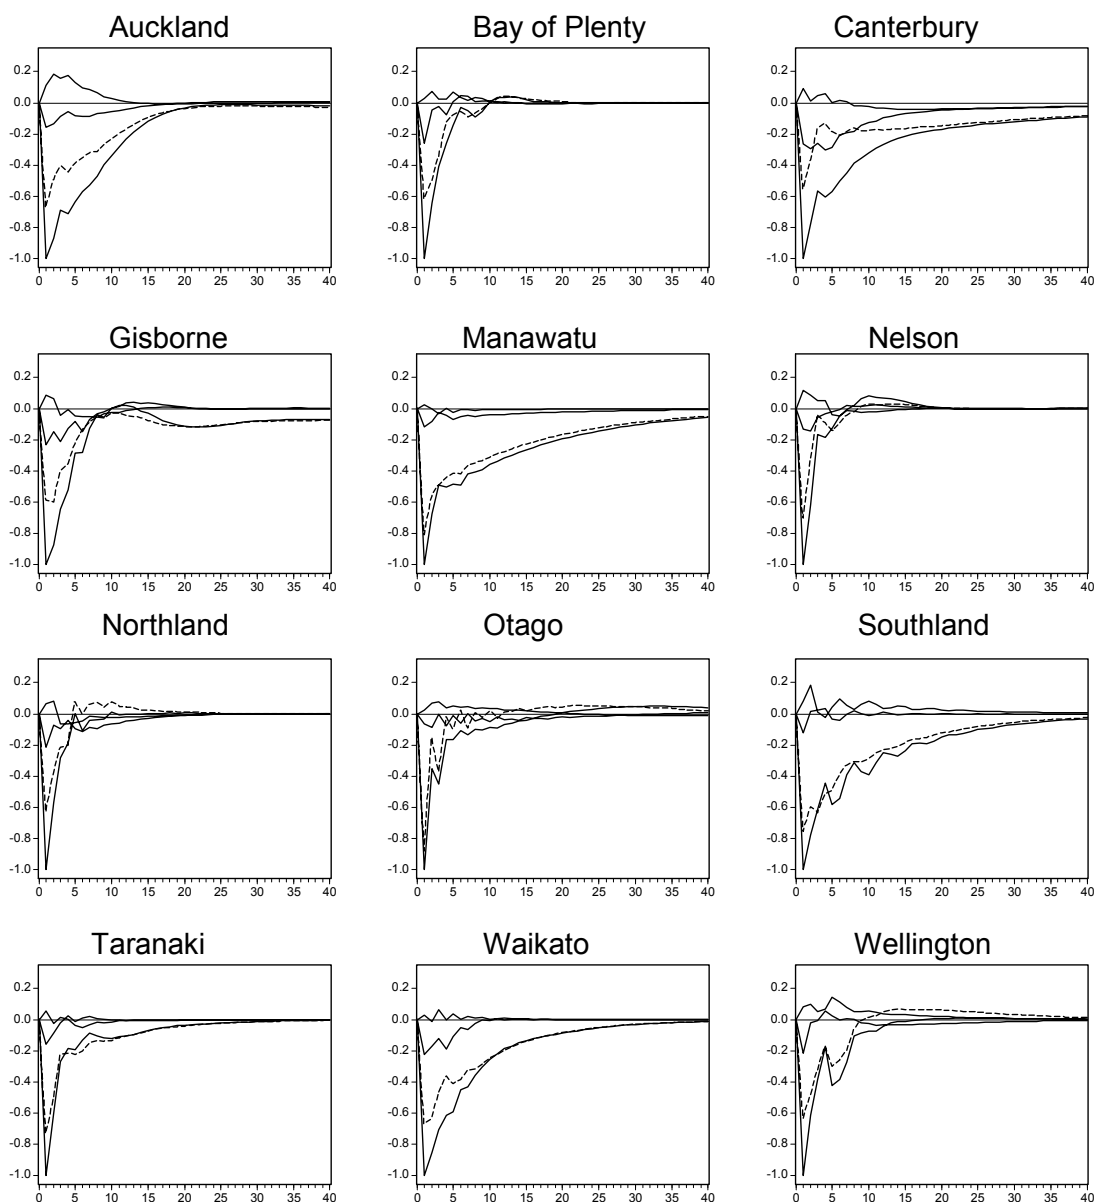 Auckland Bay of Plenty Canterbury
0.2 0.2 0.2
0.0 0.0 0.0
-0.2 -0.2 -0.2
-0.4 -0.4 -0.4
-0.6 -0.6 -0.6
-0.8 -0.8 -0.8
-1.0 -1.0 -1.0
0 5 10 15 20 25 30 35 40 0 5 10 15 20 25 30 35 40 0 5 10 15 20 25 30 35 40
Gisborne Manawatu Nelson
0.2 0.2 0.2
0.0 0.0 0.0
-0.2 -0.2 -0.2
-0.4 -0.4 -0.4
-0.6 -0.6 -0.6
-0.8 -0.8 -0.8
-1.0 -1.0 -1.0
0 5 10 15 20 25 30 35 40 0 5 10 15 20 25 30 35 40 0 5 10 15 20 25 30 35 40
Northland Otago Southland
0.2 0.2 0.2
0.0 0.0 0.0
-0.2 -0.2 -0.2
-0.4 -0.4 -0.4
-0.6 -0.6 -0.6
-0.8 -0.8 -0.8
-1.0 -1.0 -1.0
0 5 10 15 20 25 30 35 40 0 5 10 15 20 25 30 35 40 0 5 10 15 20 25 30 35 40
Taranaki Waikato Wellington
0.2 0.2 0.2
0.0 0.0 0.0
-0.2 -0.2 -0.2
-0.4 -0.4 -0.4
-0.6 -0.6 -0.6
-0.8 -0.8 -0.8
-1.0 -1.0 -1.0
0 5 10 15 20 25 30 35 40 0 5 10 15 20 25 30 35 40 0 5 10 15 20 25 30 35 40